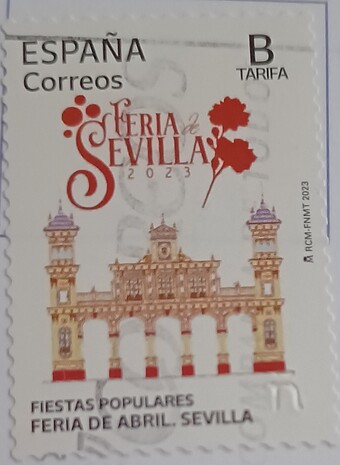 ESPAÑA
Correos
B
TARIFA
FERIA de
SEVILLA
2023
RCM-FNMT 2023
FIESTAS POPULARES
FERIA DE ABRIL. SEVILLA